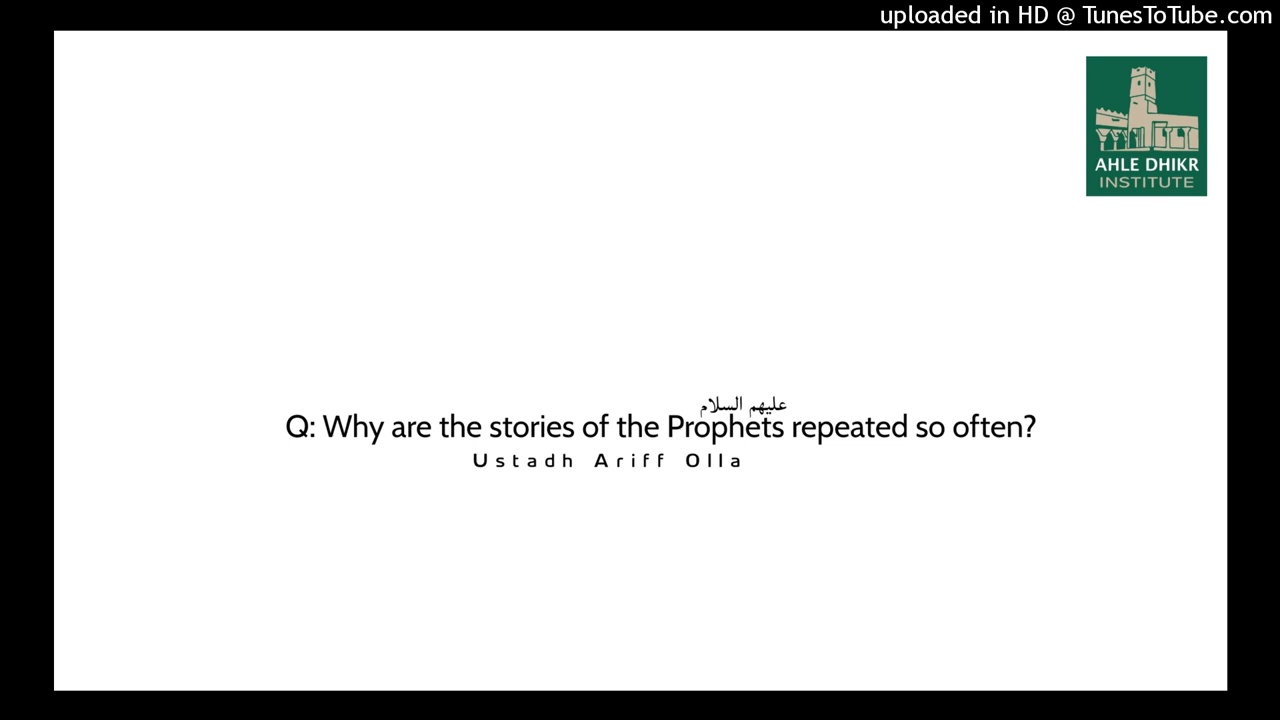 uploaded in HD @ TunesToTube.com
AHLE DHIKR
INSTITUTE
عليهم السلام
Q: Why are the stories of the Prophets repeated so often?
Ustadh Ariff Olla